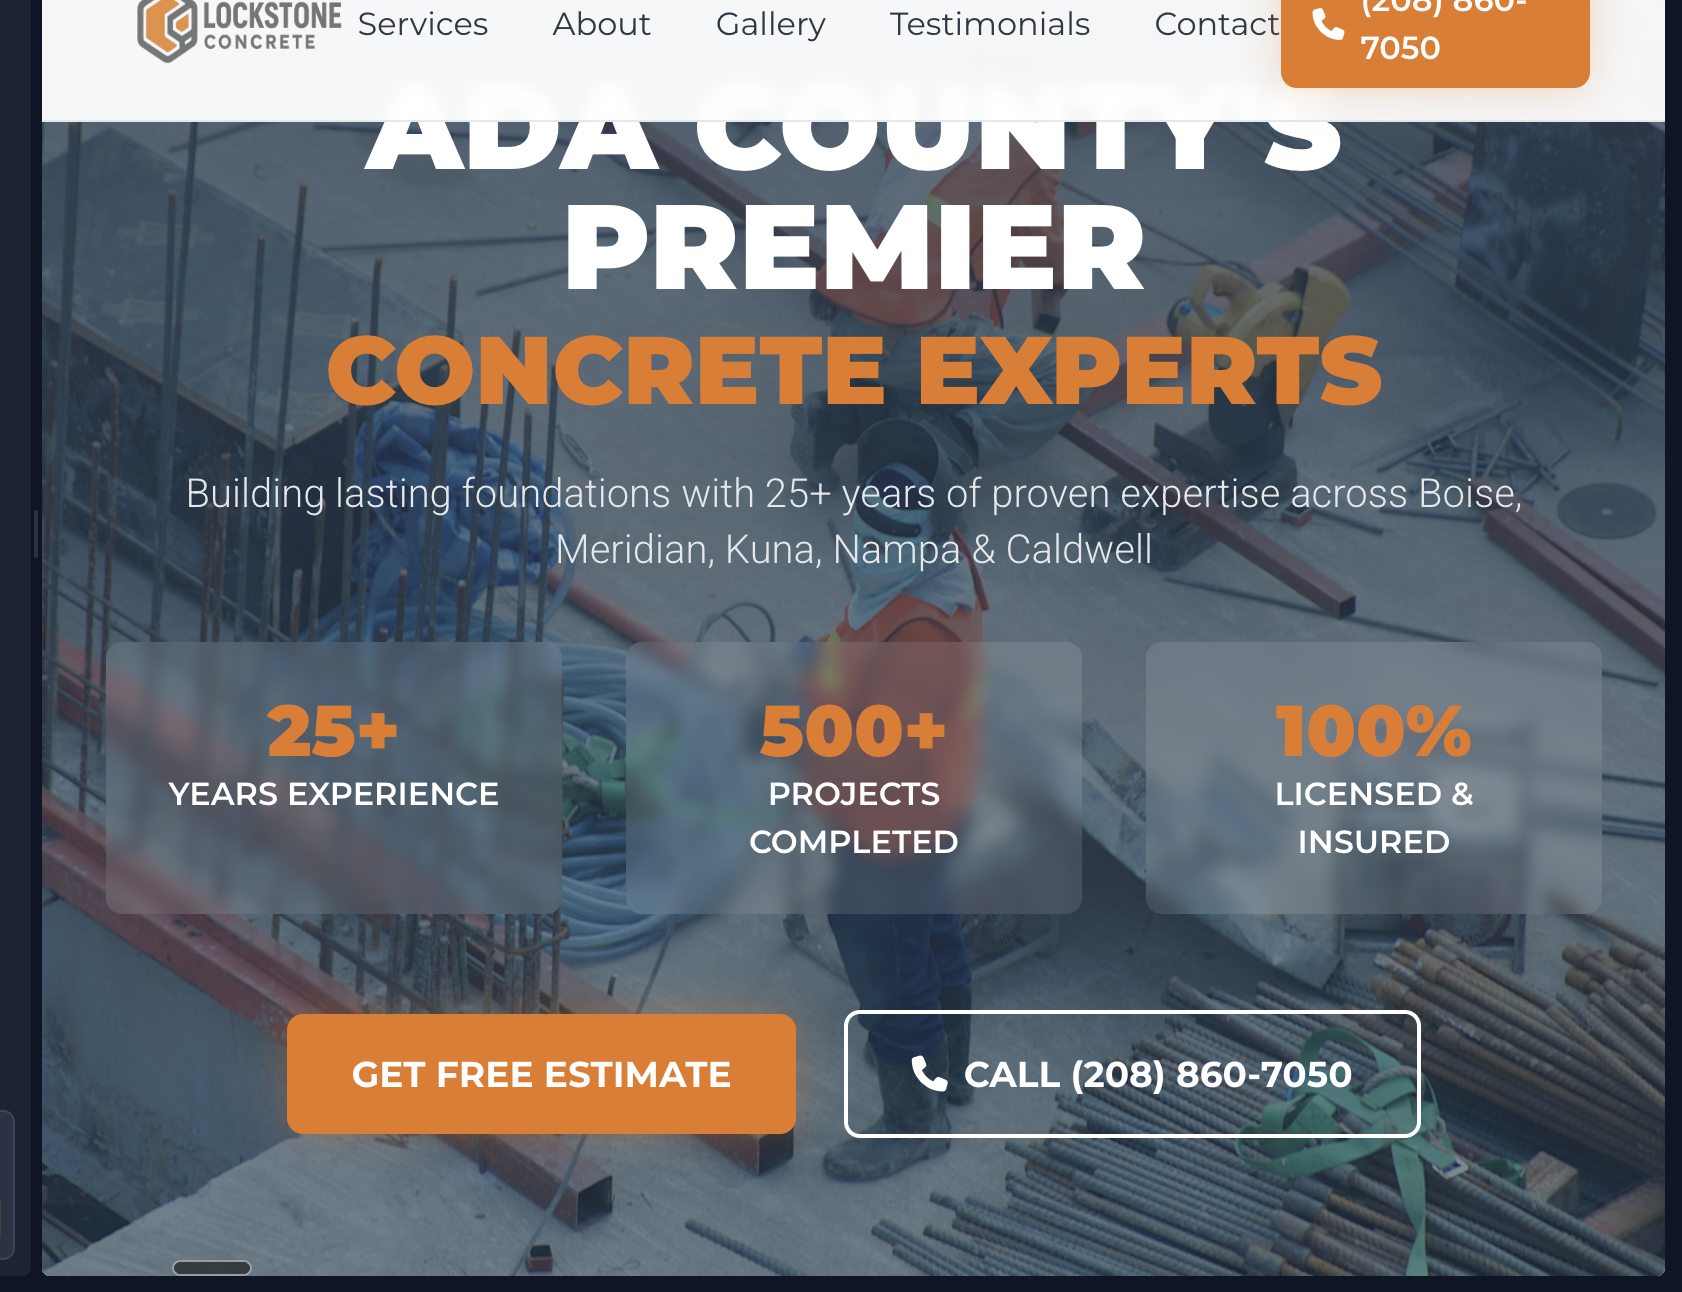 LOCKSTONE
CONCRETE
Services About Gallery Testimonials Contact
(208) 860-
7050
ADA COUNTY'S
PREMIER
CONCRETE EXPERTS
Building lasting foundations with 25+ years of proven expertise across Boise,
Meridian, Kuna, Nampa & Caldwell
25+
YEARS EXPERIENCE
500+
PROJECTS
COMPLETED
100%
LICENSED &
INSURED
GET FREE ESTIMATE
CALL (208) 860-7050